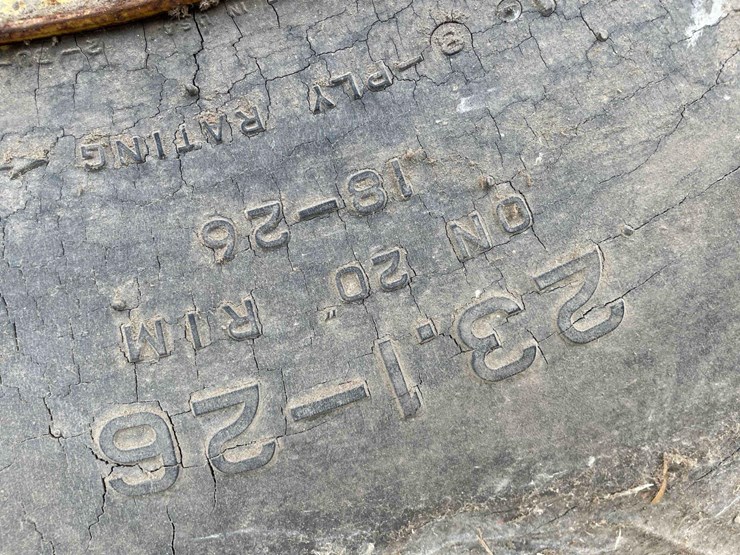 23.1-26
ON 20" RIM
18-26
8-PLY RATING